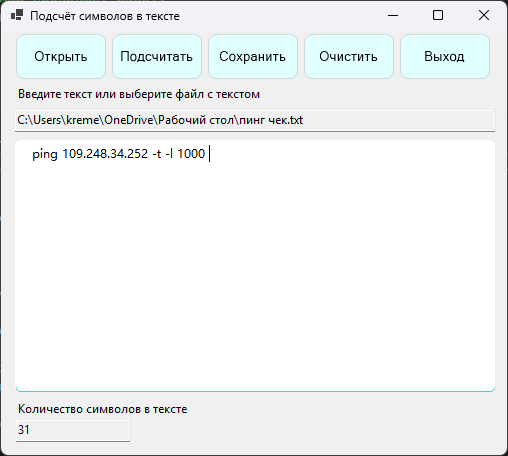 Подсчёт символов в тексте
Открыть Подсчитать Сохранить Очистить Выход
Введите текст или выберите файл с текстом
C:\Users\kreme\OneDrive\Рабочий стол\пинг чек.txt
ping 109.248.34.252 -t -l 1000
Количество символов в тексте
31